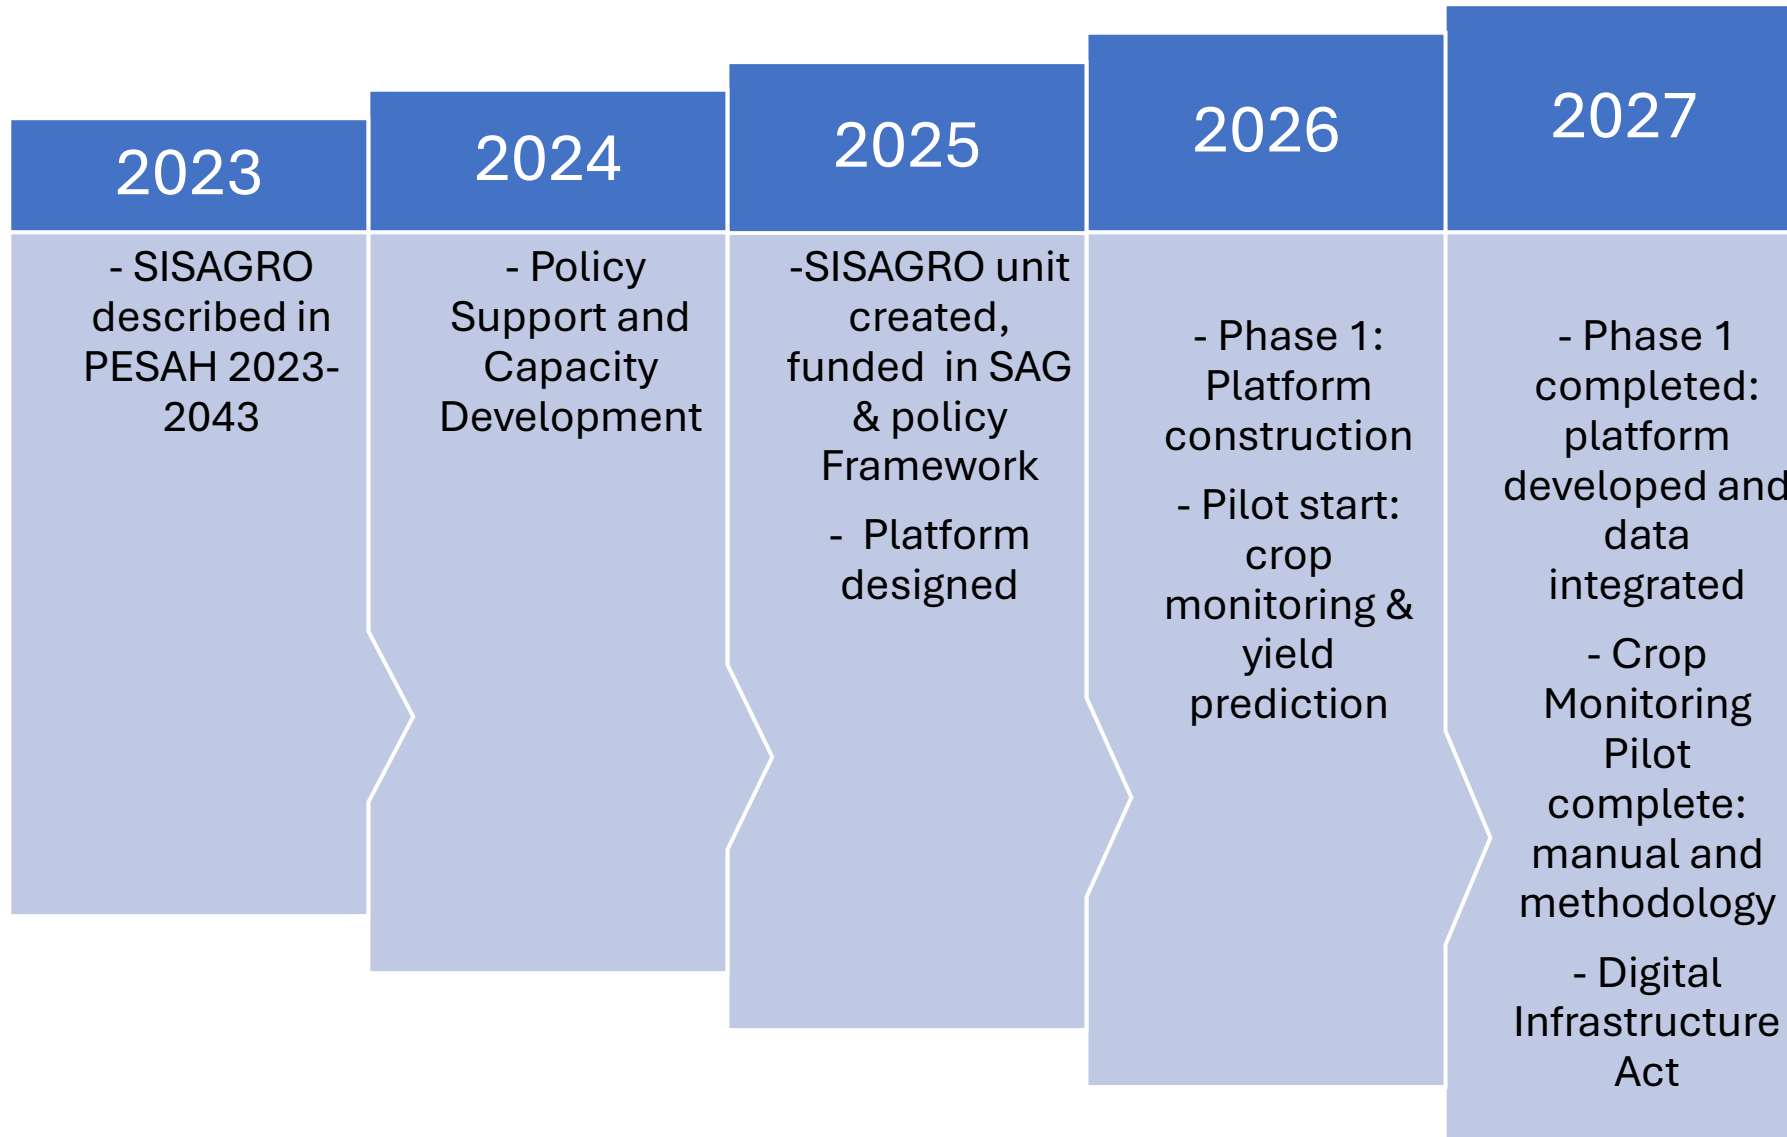 2023
- SISAGRO
described in
PESAH 2023-
2043
2024
- Policy
Support and
Capacity
Development
2025
-SISAGRO unit
created,
funded  in SAG
& policy
Framework
-  Platform
designed
2026
- Phase 1:
Platform
construction
- Pilot start:
crop
monitoring &
yield
prediction
2027
- Phase 1
completed:
platform
developed and
data
integrated
- Crop
Monitoring
Pilot
complete:
manual and
methodology
- Digital
Infrastructure
Act